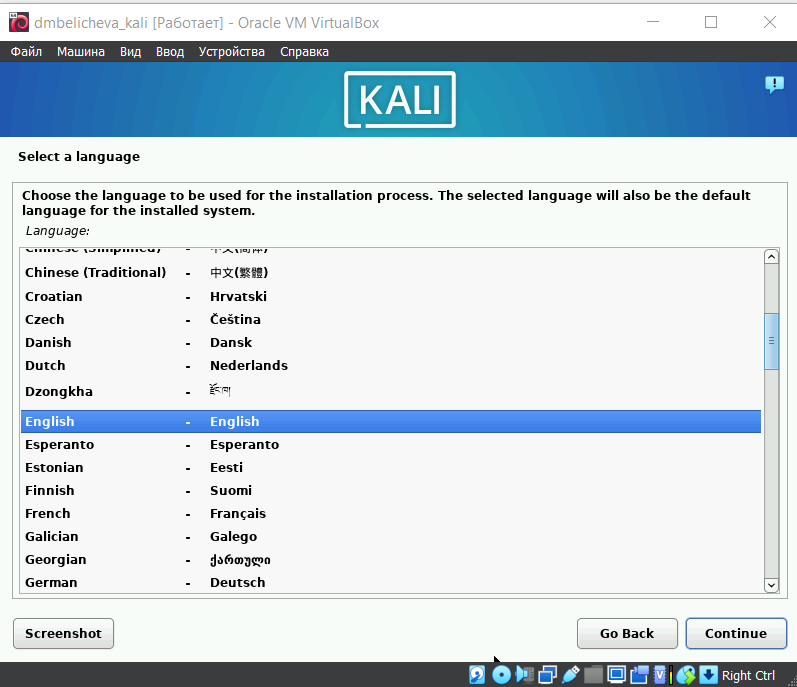 dmbelicheva_kali [Работает] - Oracle VM VirtualBox
Файл Машина Вид Ввод Устройства Справка
KALI
Select a language
Choose the language to be used for the installation process. The selected language will also be the default
language for the installed system.
Language:
Chinese (Simplified) - 中文(简体)
Chinese (Traditional) - 中文(繁體)
Croatian - Hrvatski
Czech - Čeština
Danish - Dansk
Dutch - Nederlands
Dzongkha - རྫོང་ཁ།
English - English
Esperanto - Esperanto
Estonian - Eesti
Finnish - Suomi
French - Français
Galician - Galego
Georgian - ქართული
German - Deutsch
Screenshot Go Back Continue
Right Ctrl